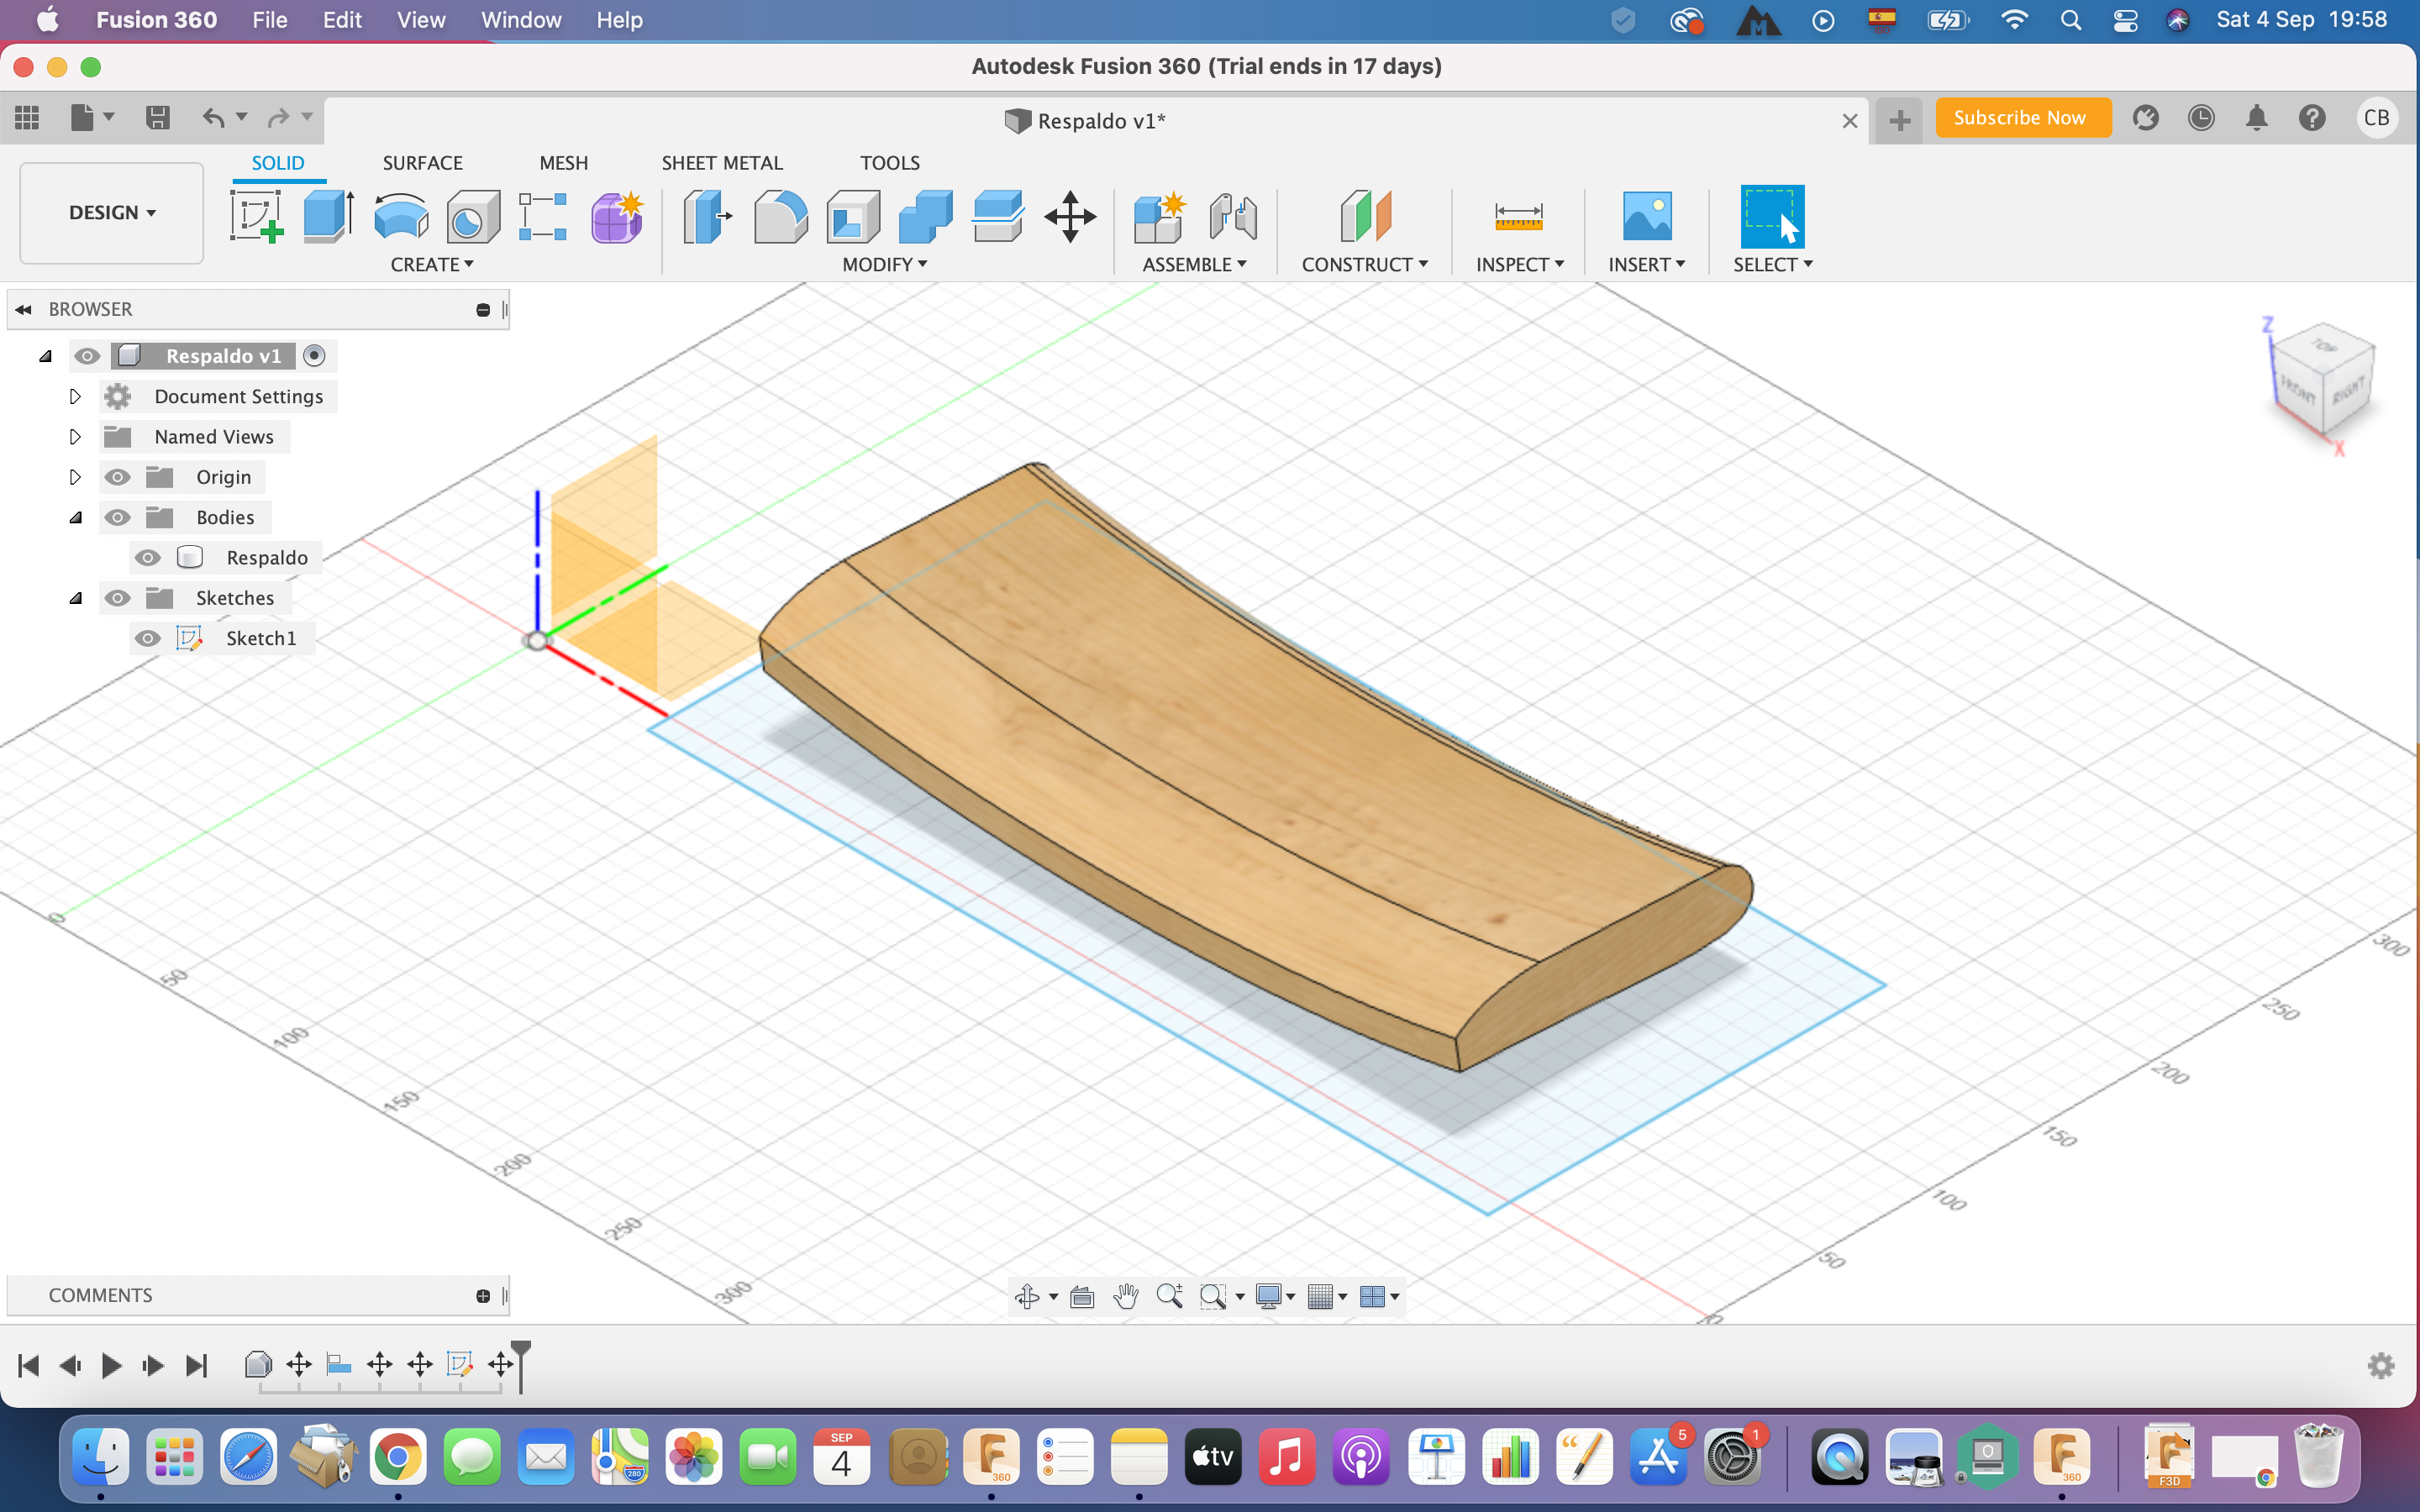 Fusion 360 File Edit View Window Help Sat 4 Sep 19:58
Autodesk Fusion 360 (Trial ends in 17 days)
Respaldo v1* Subscribe Now CB
SOLID SURFACE MESH SHEET METAL TOOLS
DESIGN
CREATE MODIFY ASSEMBLE CONSTRUCT INSPECT INSERT SELECT
BROWSER
Respaldo v1
Document Settings
Named Views
Origin
Bodies
Respaldo
Sketches
Sketch1
Z
TOP
FRONT RIGHT
X
0
50
100
150
200
250
300
300
250
200
150
100
50
0
COMMENTS
SEP
4
280
360
tv
5
1
360
F3D